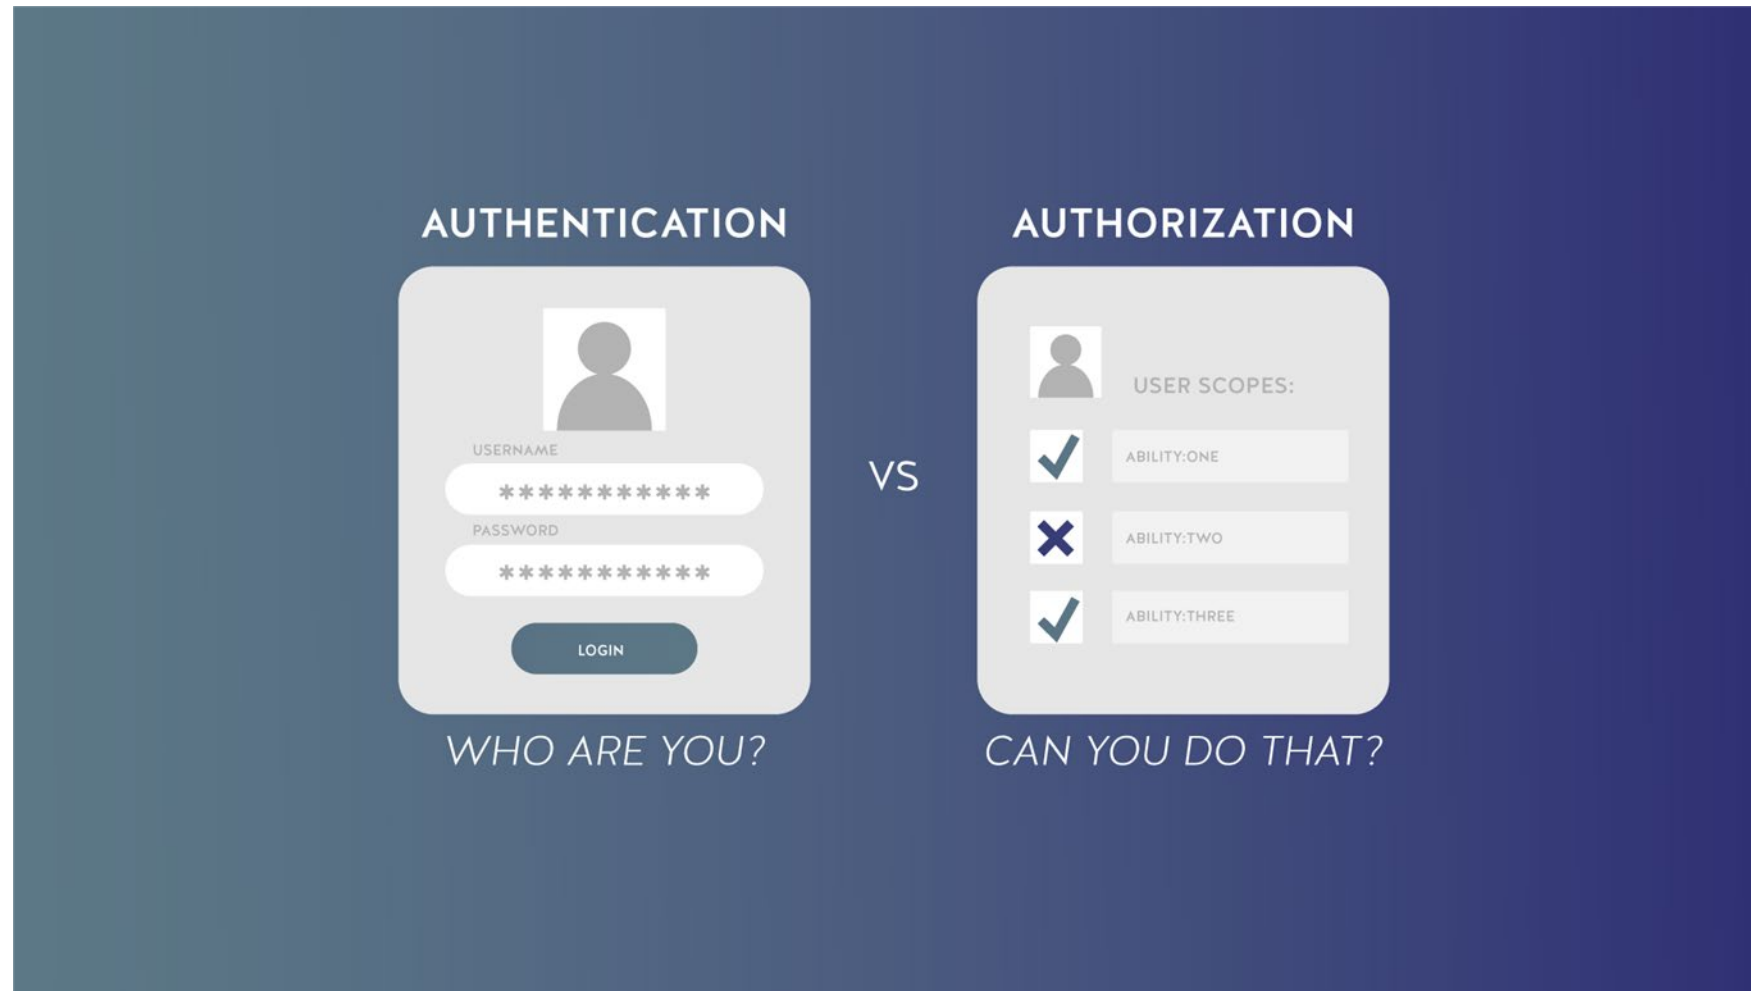 AUTHENTICATION
USERNAME
***********
PASSWORD
***********
LOGIN
WHO ARE YOU?
VS
AUTHORIZATION
USER SCOPES:
ABILITY:ONE
ABILITY:TWO
ABILITY:THREE
CAN YOU DO THAT?